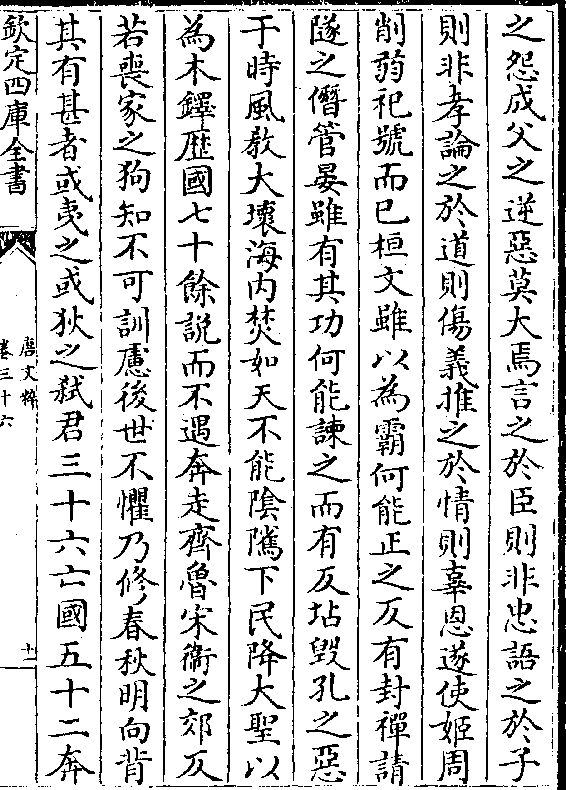 之怨成父之逆惡莫大焉言之於臣則非忠語之於子
則非孝論之於道則傷義推之於情則辜恩遂使姬周
削弱祀號而已桓文雖以為霸何能正之仄有封禪請
隧之僭管晏雖有其功何能諫之而有仄坫毁孔之惡
于時風敎大壞海内焚如天不能隂隲下民降大聖以
為木鐸歴國七十餘説而不遇奔走齊魯宋衞之郊仄
若喪家之狗知不可訓慮後世不懼乃修春秋明向背
其有甚者或夷之或狄之弑君三十六亡國五十二奔
欽定四庫全書
唐文粹
卷三十六
十一